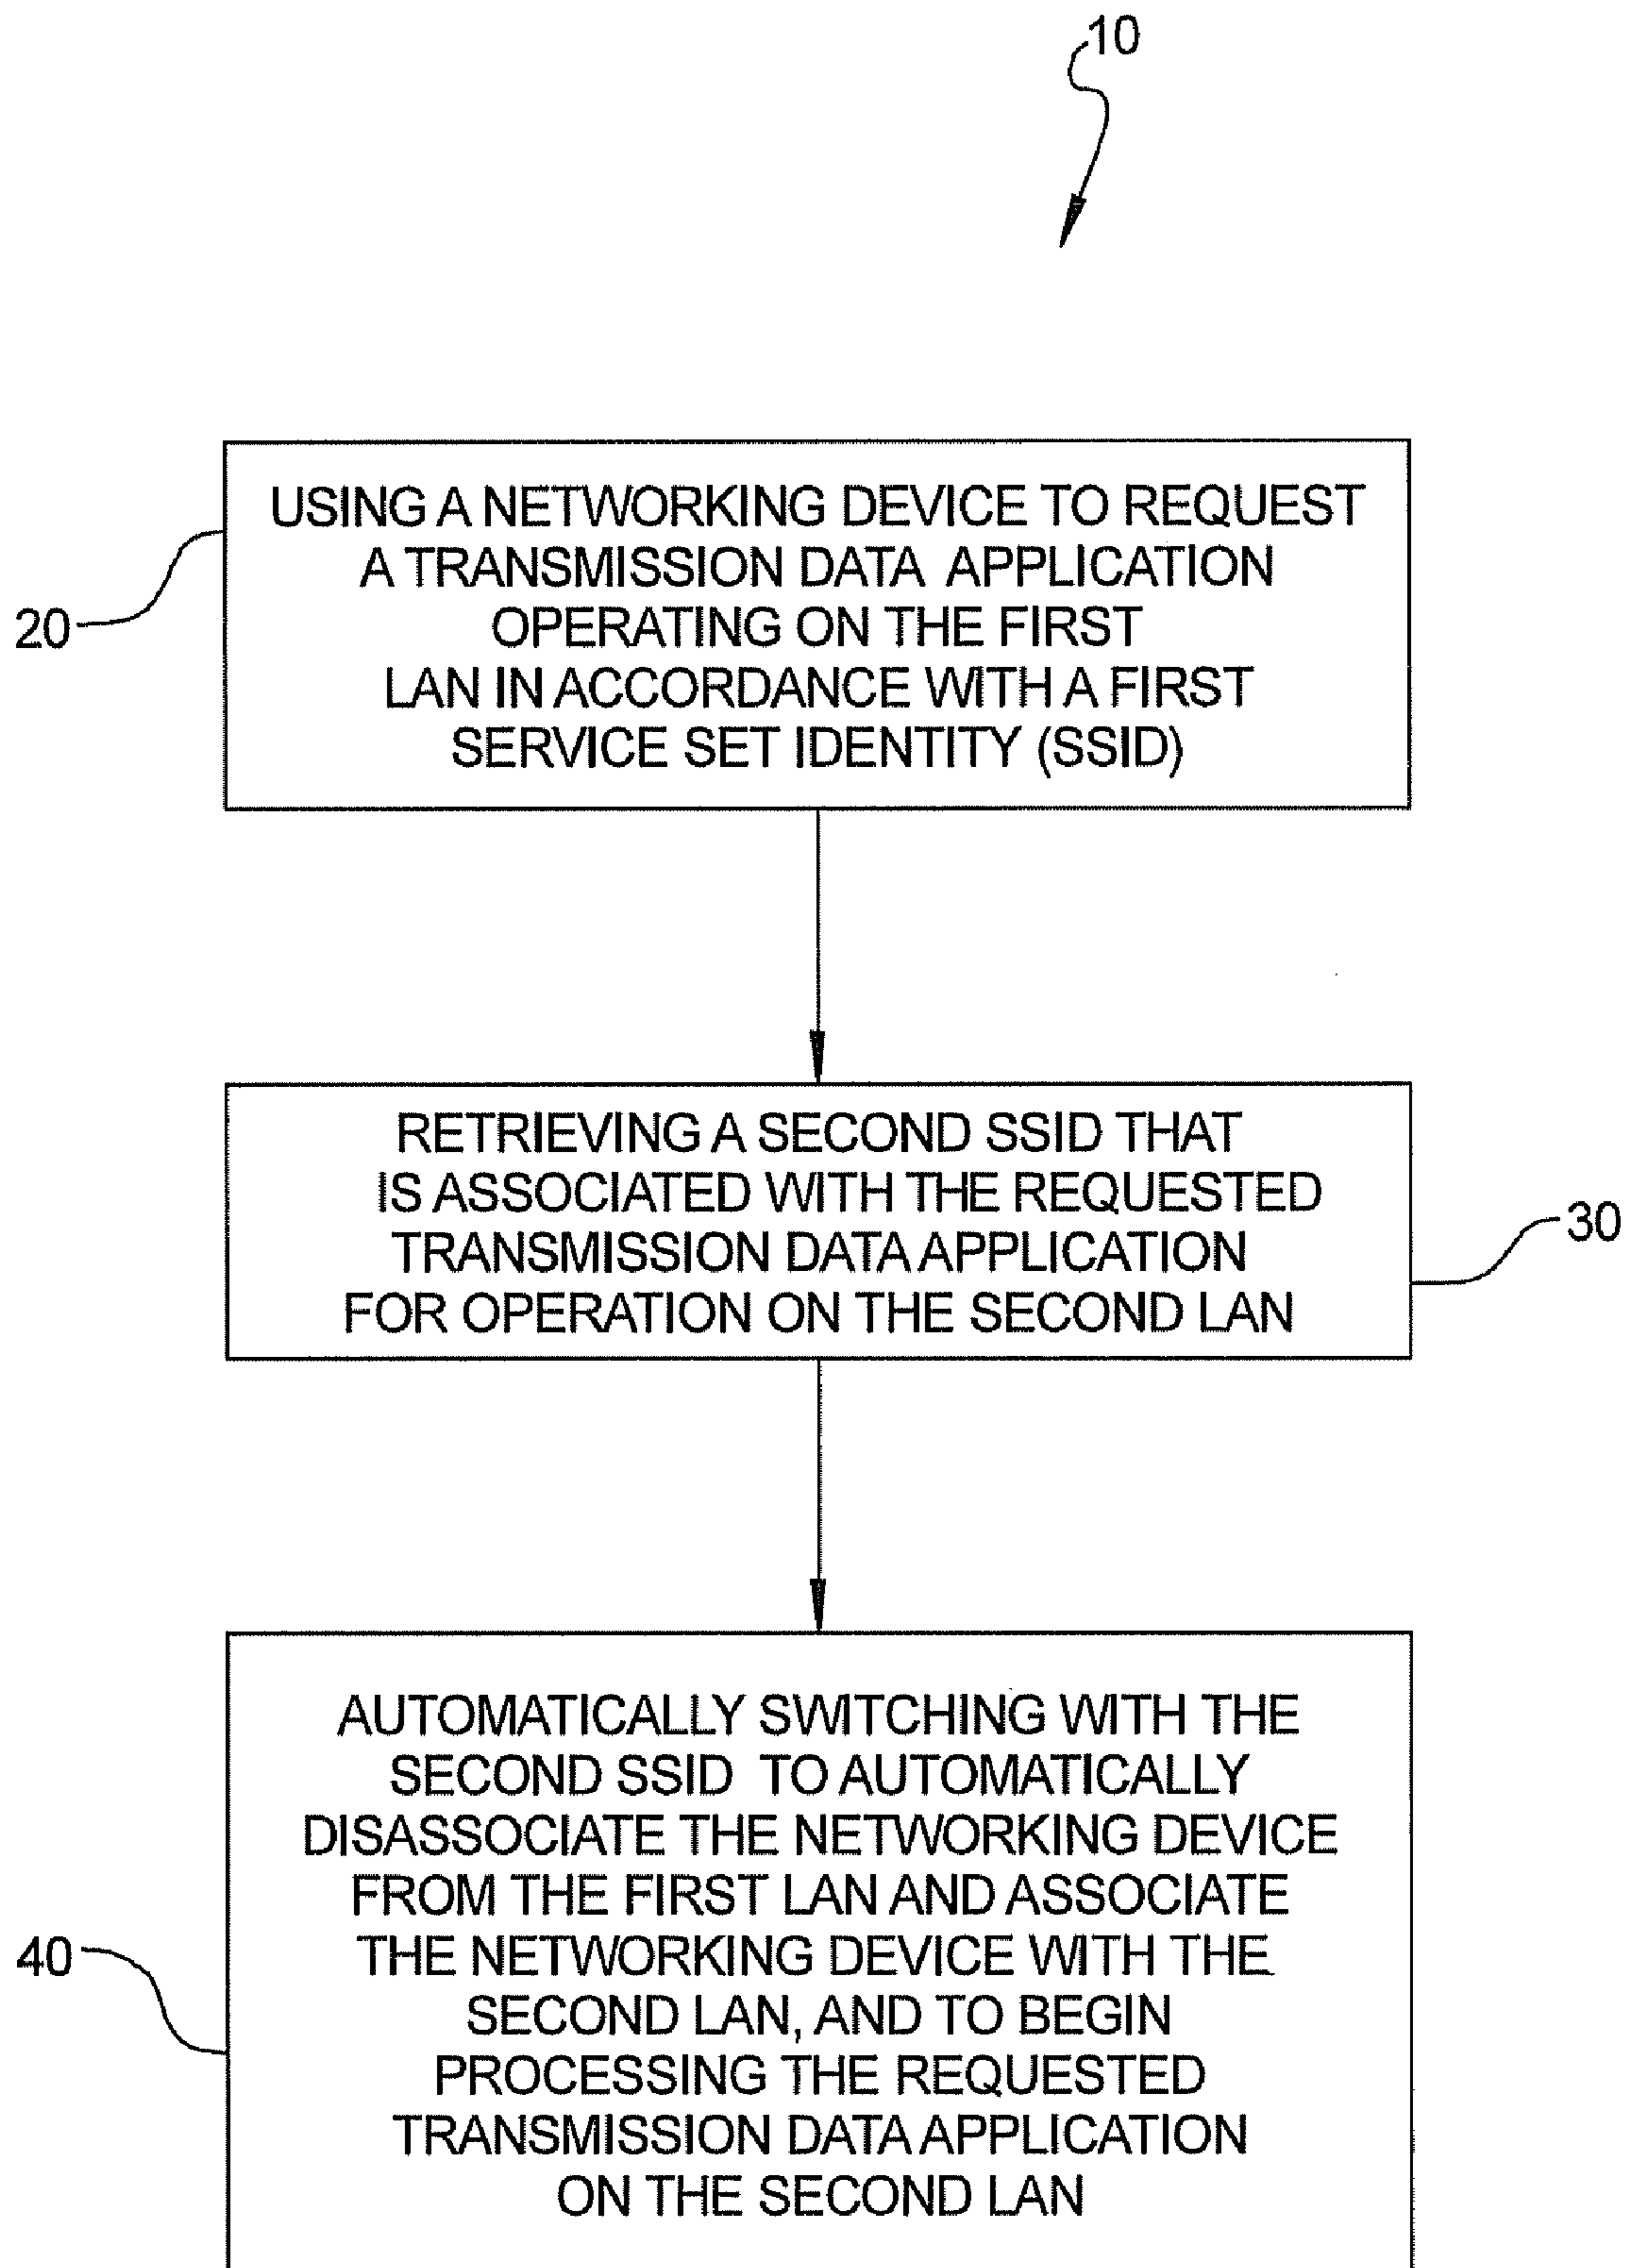 10
USING A NETWORKING DEVICE TO REQUEST
A TRANSMISSION DATA APPLICATION
OPERATING ON THE FIRST
LAN IN ACCORDANCE WITH A FIRST
SERVICE SET IDENTITY (SSID)
20
RETRIEVING A SECOND SSID THAT
IS ASSOCIATED WITH THE REQUESTED
TRANSMISSION DATA APPLICATION
FOR OPERATION ON THE SECOND LAN
30
AUTOMATICALLY SWITCHING WITH THE
SECOND SSID TO AUTOMATICALLY
DISASSOCIATE THE NETWORKING DEVICE
FROM THE FIRST LAN AND ASSOCIATE
THE NETWORKING DEVICE WITH THE
SECOND LAN, AND TO BEGIN
PROCESSING THE REQUESTED
TRANSMISSION DATA APPLICATION
ON THE SECOND LAN
40